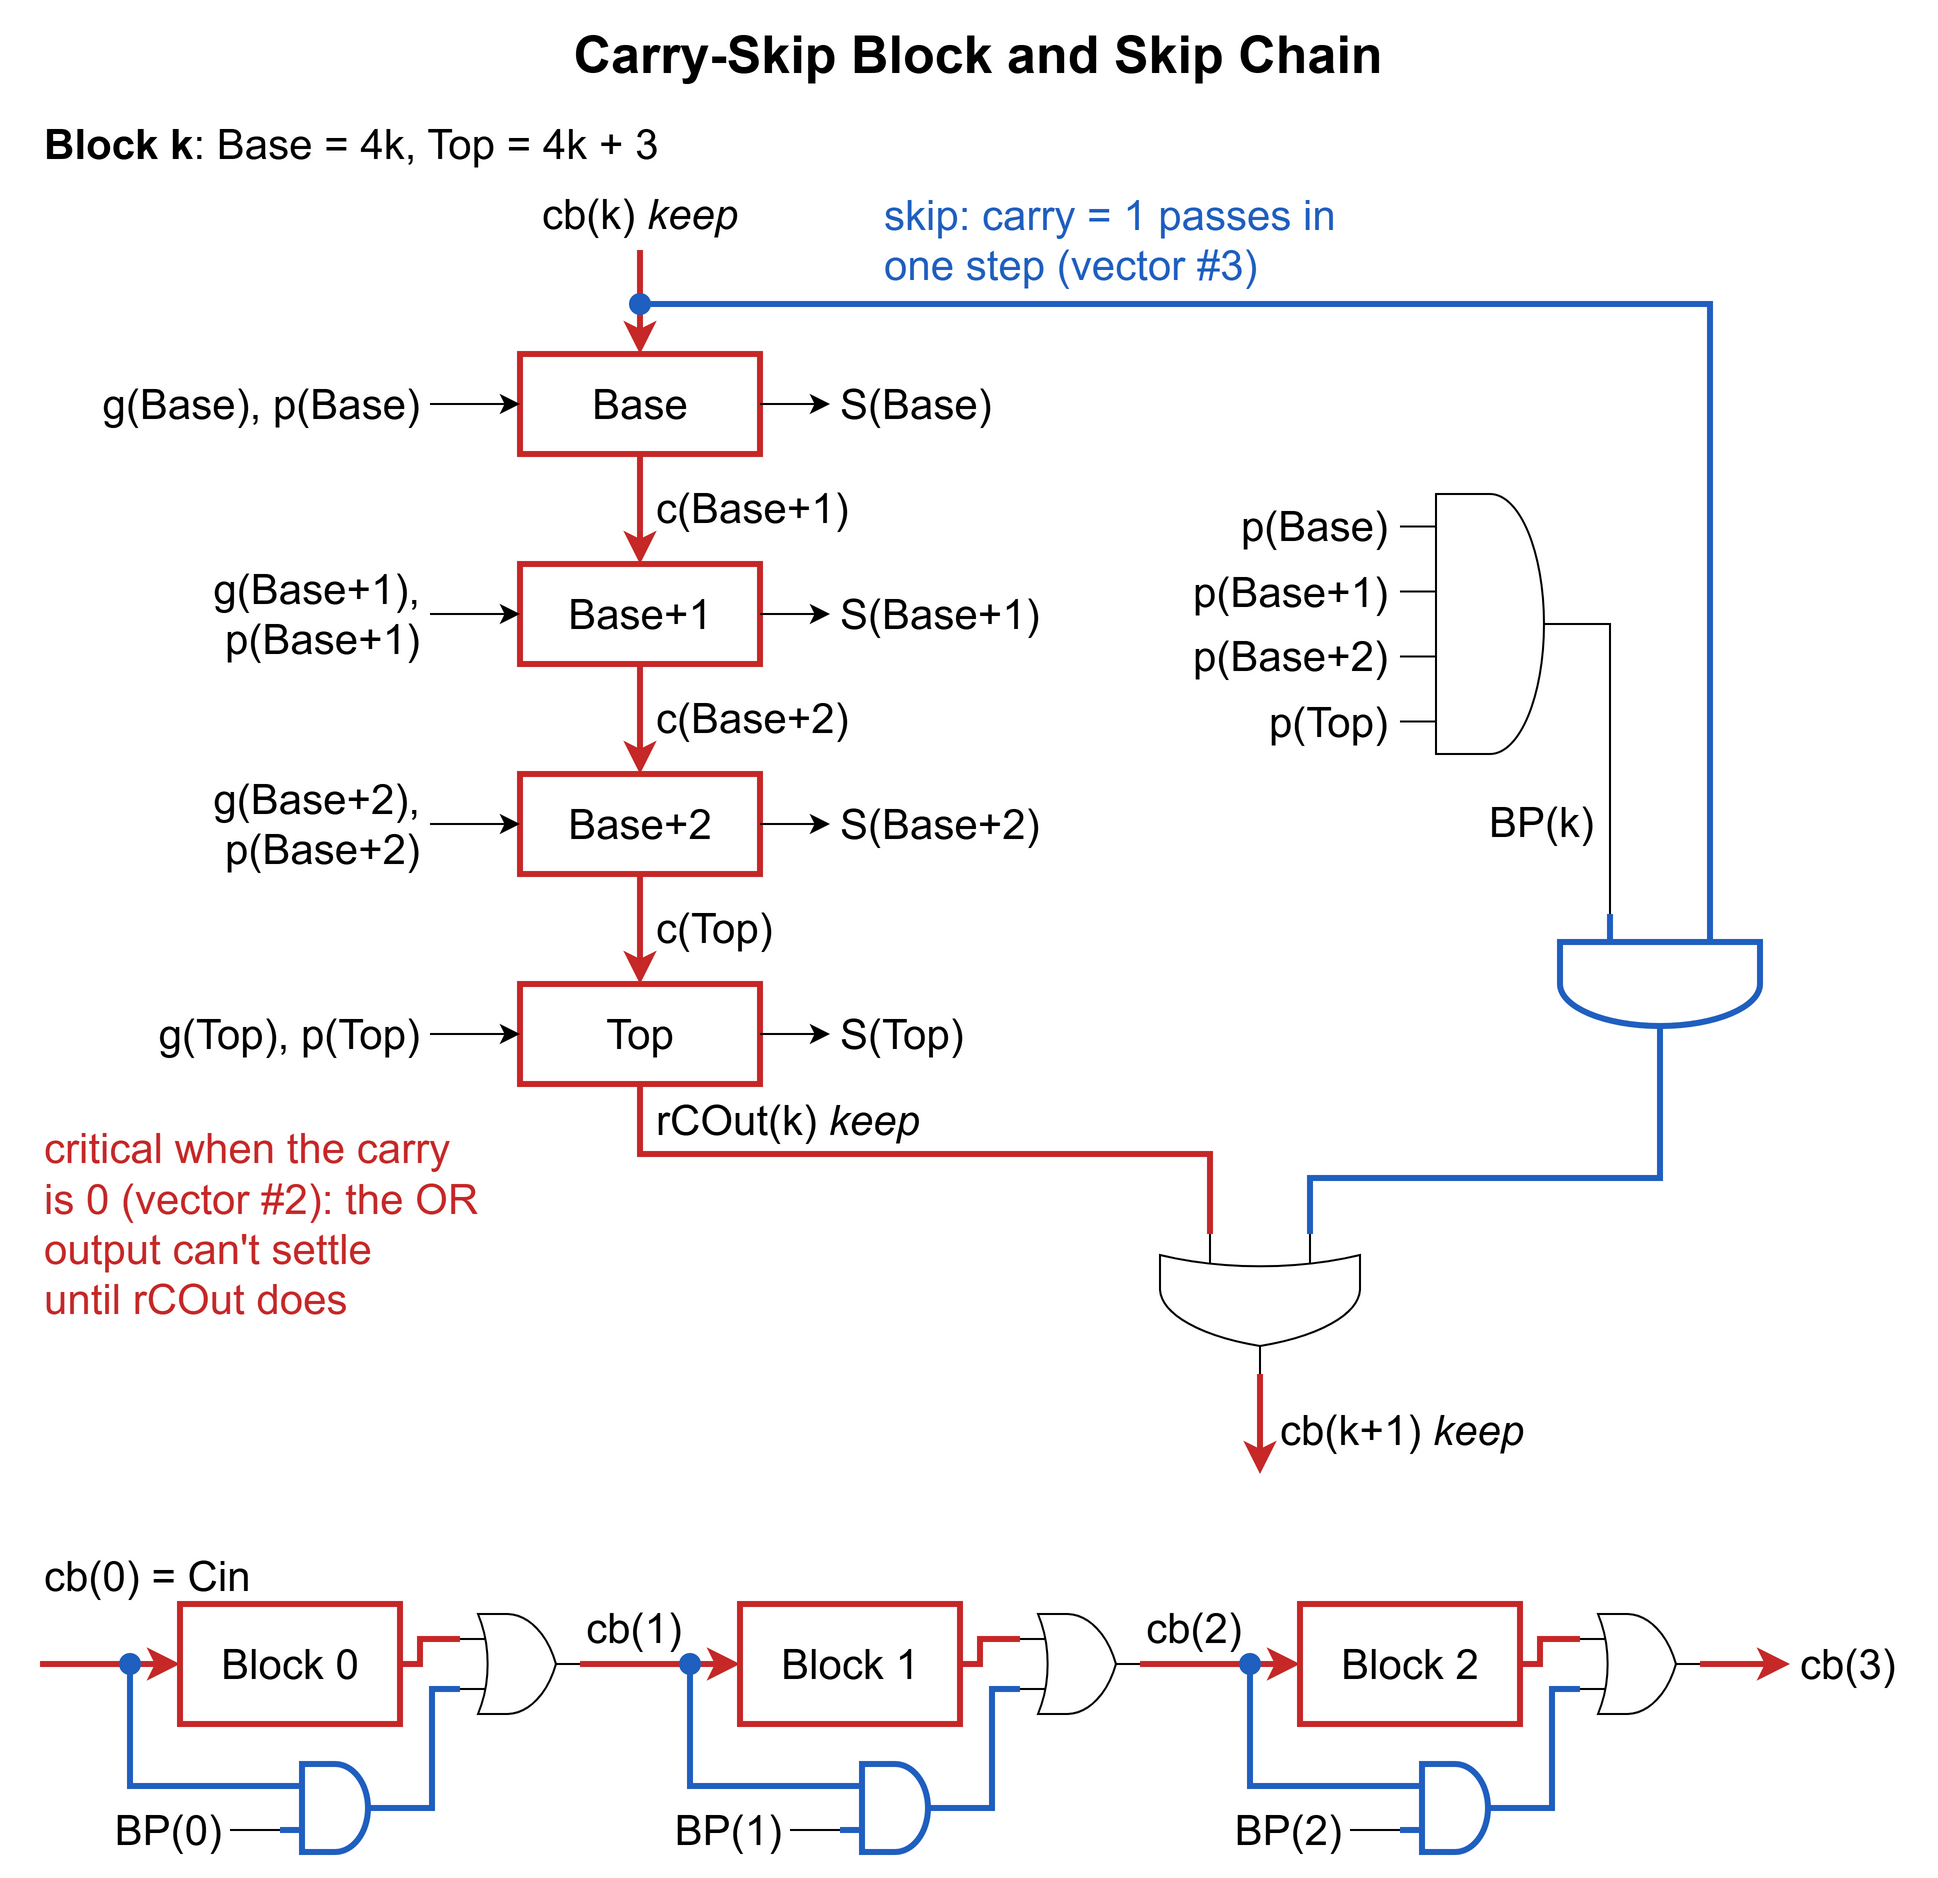 Carry-Skip Block and Skip Chain
Block k: Base = 4k, Top = 4k + 3
cb(k) keep
skip: carry = 1 passes in
one step (vector #3)
g(Base), p(Base)
Base
S(Base)
c(Base+1)
g(Base+1),
p(Base+1)
Base+1
S(Base+1)
c(Base+2)
g(Base+2),
p(Base+2)
Base+2
S(Base+2)
c(Top)
g(Top), p(Top)
Top
S(Top)
rCOut(k) keep
p(Base)
p(Base+1)
p(Base+2)
p(Top)
BP(k)
critical when the carry
is 0 (vector #2): the OR
output can't settle
until rCOut does
cb(k+1) keep
cb(0) = Cin
Block 0
BP(0)
cb(1)
Block 1
BP(1)
cb(2)
Block 2
BP(2)
cb(3)